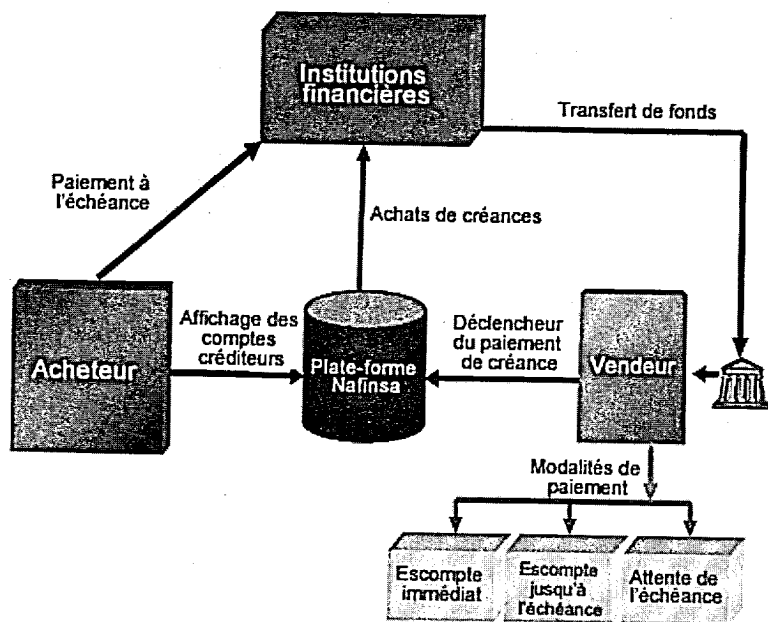 Institutions
financières
Transfert de fonds
Paiement à
l'échéance
Achats de créances
Acheteur
Affichage des
comptes
créditeurs
Plate-forme
Nafinsa
Déclencheur
du paiement
de créance
Vendeur
Modalités de
paiement
Escompte
immédiat
Escompte
jusqu'à
l'échéance
Attente de
l'échéance